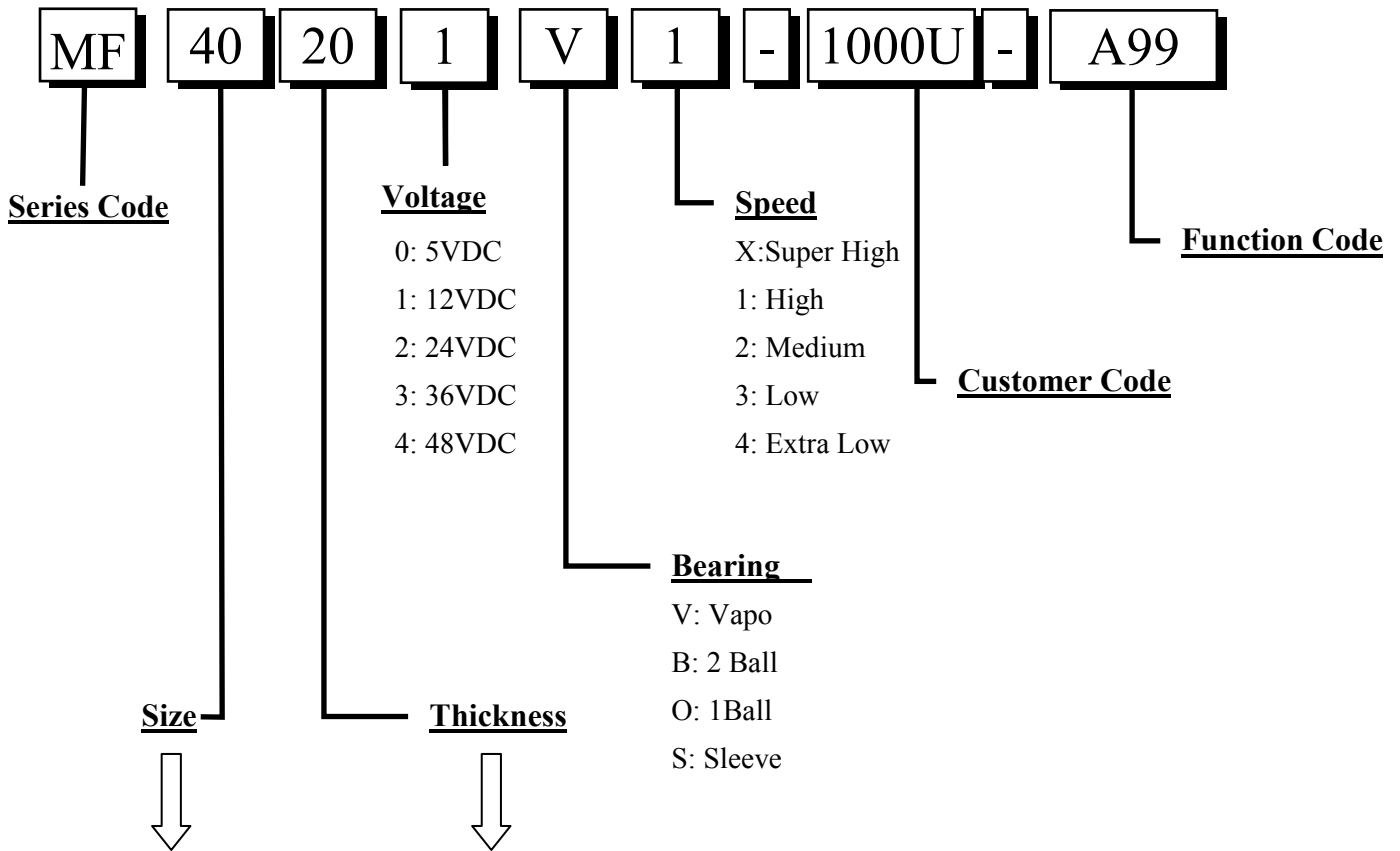 MF 40 20 1 V 1 - 1000U - A99
Series Code
Voltage
0: 5VDC
1: 12VDC
2: 24VDC
3: 36VDC
4: 48VDC
Speed
X:Super High
1: High
2: Medium
3: Low
4: Extra Low
Function Code
Customer Code
Bearing
V: Vapo
B: 2 Ball
O: 1Ball
S: Sleeve
Size
Thickness